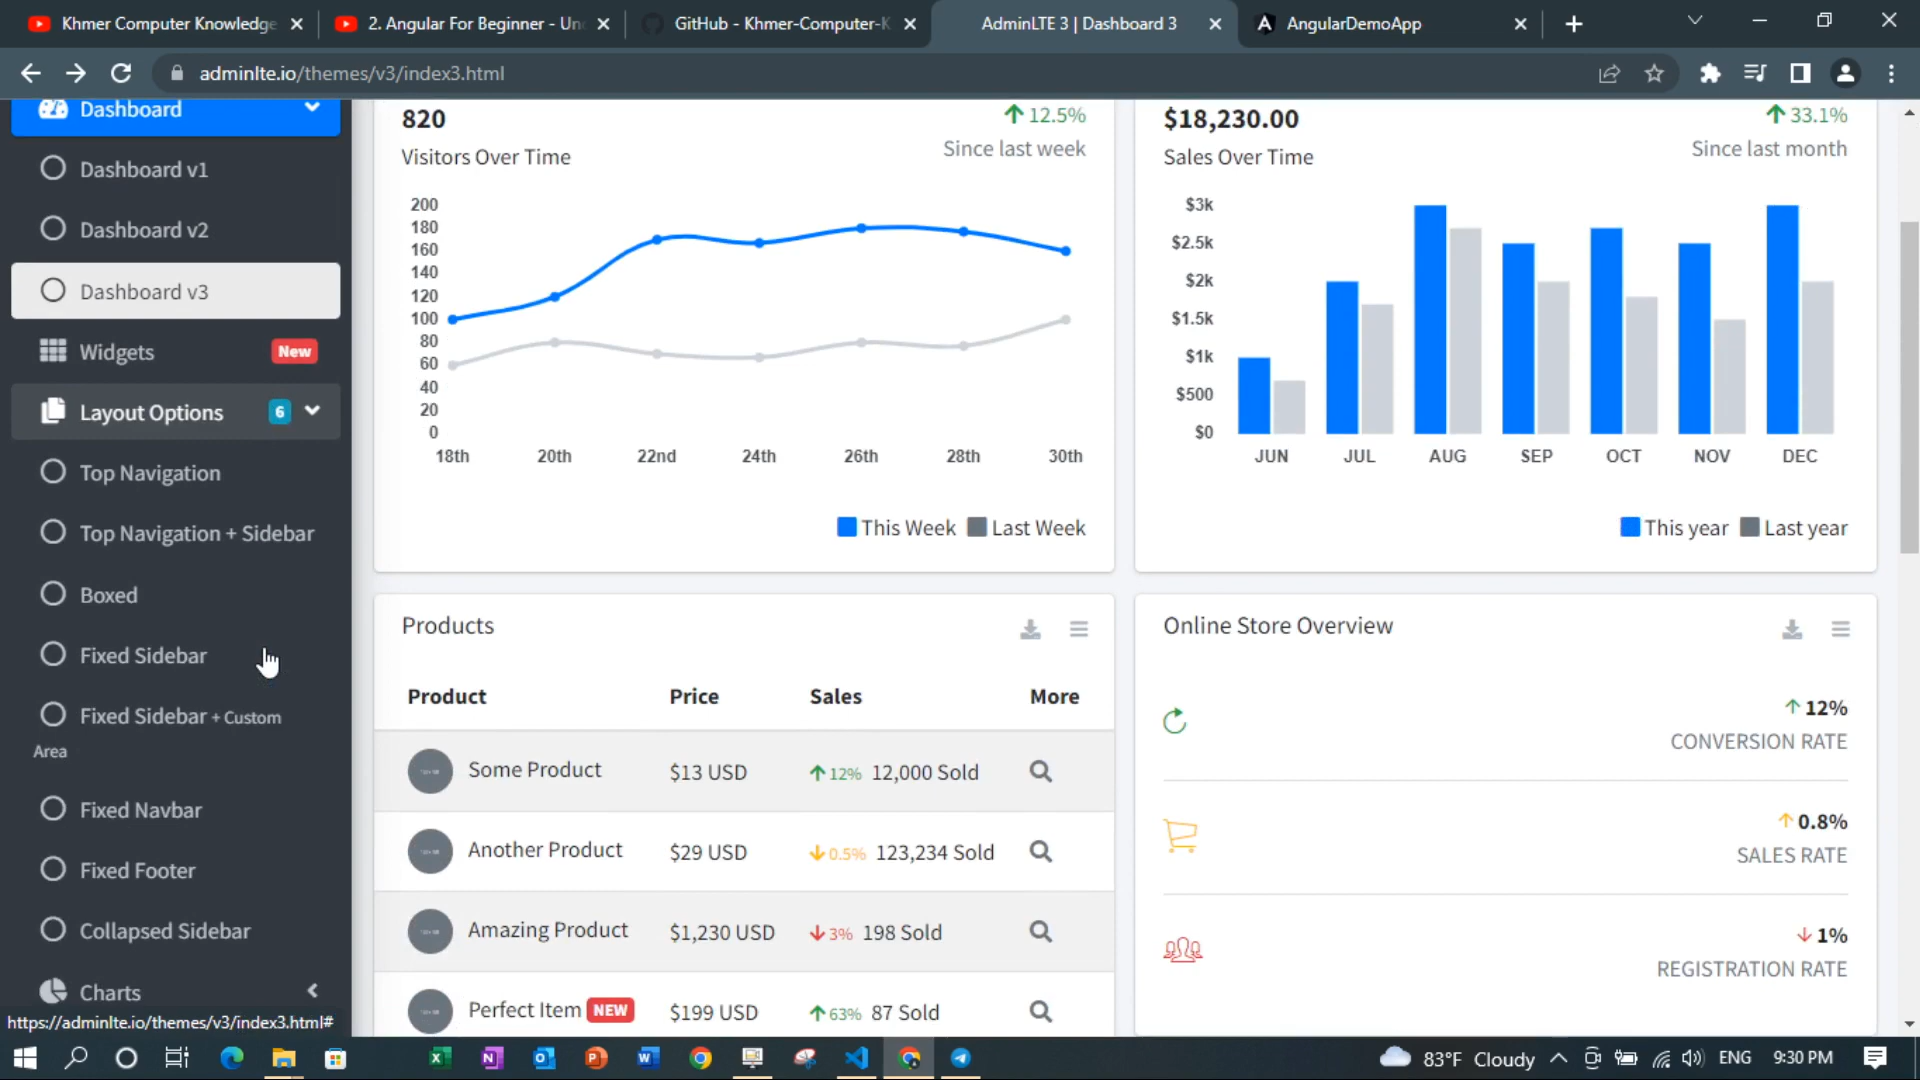 Khmer Computer Knowledge
2. Angular For Beginner - Un
GitHub - Khmer-Computer-K
AdminLTE 3 | Dashboard 3
AngularDemoApp
adminlte.io/themes/v3/index3.html
Dashboard
Dashboard v1
Dashboard v2
Dashboard v3
Widgets New
Layout Options 6
Top Navigation
Top Navigation + Sidebar
Boxed
Fixed Sidebar
Fixed Sidebar + Custom
Area
Fixed Navbar
Fixed Footer
Collapsed Sidebar
Charts
https://adminlte.io/themes/v3/index3.html#
820
12.5%
Visitors Over Time
Since last week
200
180
160
140
120
100
80
60
40
20
0
18th 20th 22nd 24th 26th 28th 30th
This Week Last Week
$18,230.00
33.1%
Sales Over Time
Since last month
$3k
$2.5k
$2k
$1.5k
$1k
$500
$0
JUN JUL AUG SEP OCT NOV DEC
This year Last year
Products
Product Price Sales More
Some Product $13 USD 12% 12,000 Sold
Another Product $29 USD 0.5% 123,234 Sold
Amazing Product $1,230 USD 3% 198 Sold
Perfect Item NEW $199 USD 63% 87 Sold
Online Store Overview
12%
CONVERSION RATE
0.8%
SALES RATE
1%
REGISTRATION RATE
83°F Cloudy ENG 9:30 PM